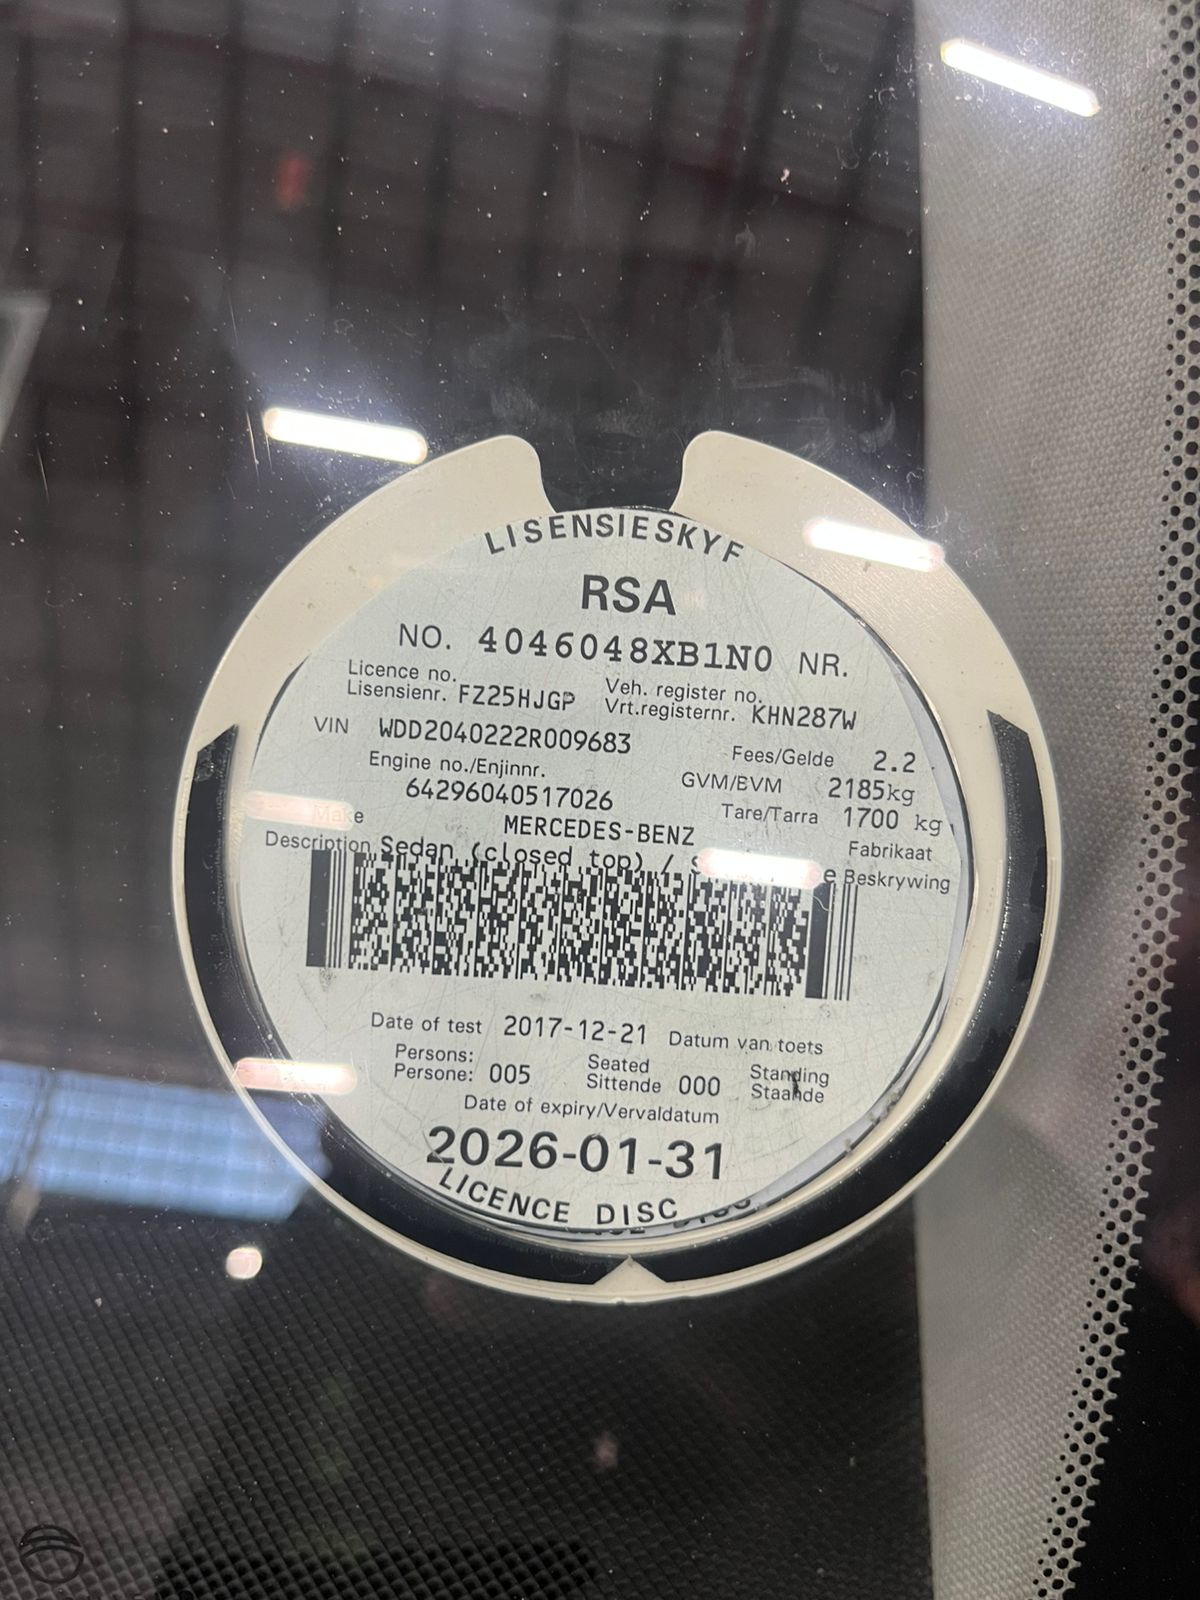 LISENSIESKYF
RSA
NO. 4046048XB1N0 NR.
Licence no.
Lisensienr. FZ25HJGP
Veh. register no.
Vrt.registernr. KHN287W
VIN WDD2040222R009683
Fees/Gelde 2.2
Engine no./Enjinnr.
64296040517026
GVM/BVM 2185kg
Tare/Tarra 1700 kg
Make MERCEDES-BENZ Fabrikaat
Description Sedan (closed top) / Beskrywing
Date of test 2017-12-21 Datum van toets
Persons:
Persone: 005
Seated
Sittende 000
Standing
Staande
Date of expiry/Vervaldatum
2026-01-31
LICENCE DISC